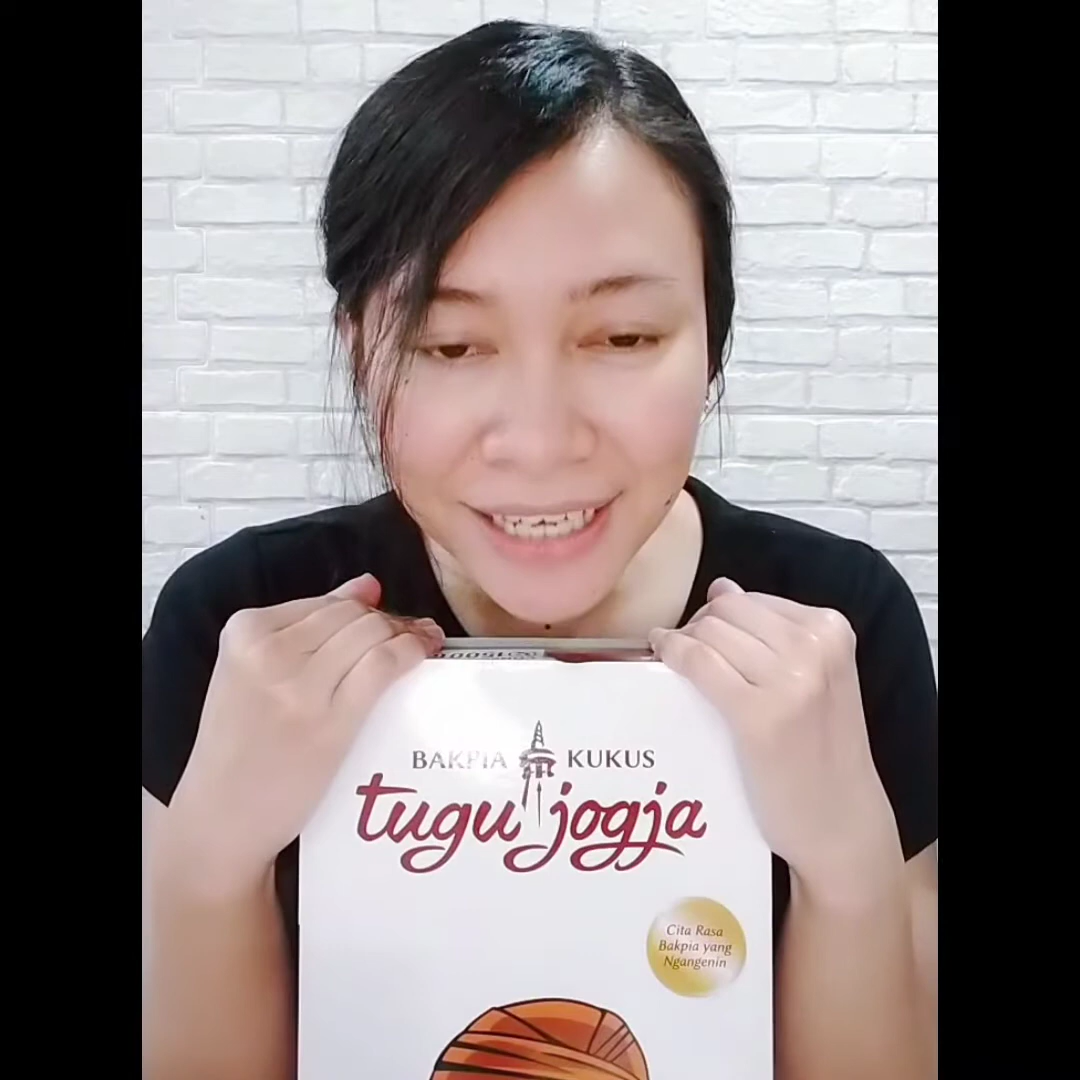 BAKPIA KUKUS
tugu jogja
Cita Rasa
Bakpia yang
Ngangenin